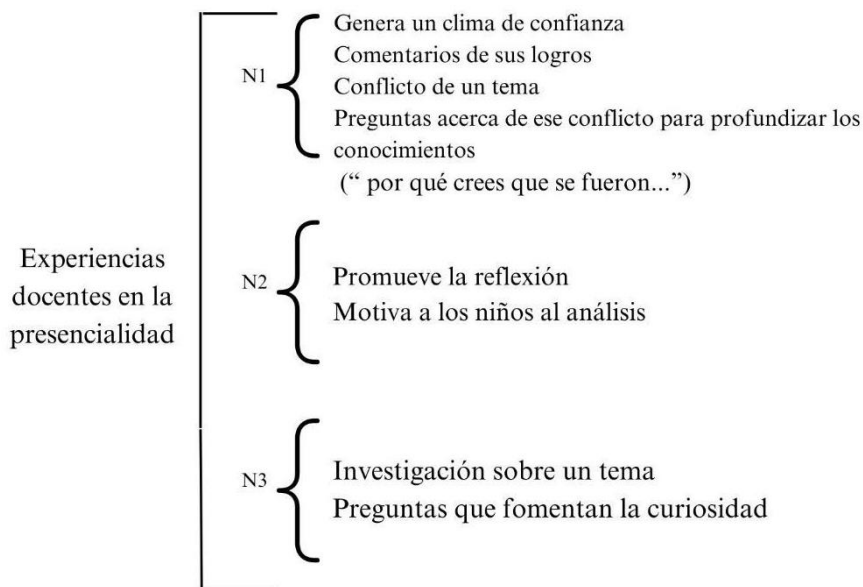 Experiencias
docentes en la
presencialidad
N1
Genera un clima de confianza
Comentarios de sus logros
Conflicto de un tema
Preguntas acerca de ese conflicto para profundizar los
conocimientos
(“ por qué crees que se fueron...”)
N2
Promueve la reflexión
Motiva a los niños al análisis
N3
Investigación sobre un tema
Preguntas que fomentan la curiosidad